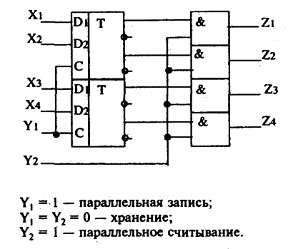 X1 D1 T & Z1
X2 D2
C & Z2
X3 D1 T & Z3
X4 D2
Y1 C & Z4
Y2
Y₁ = 1 — параллельная запись;
Y₁ = Y₂ = 0 — хранение;
Y₂ = 1 — параллельное считывание.